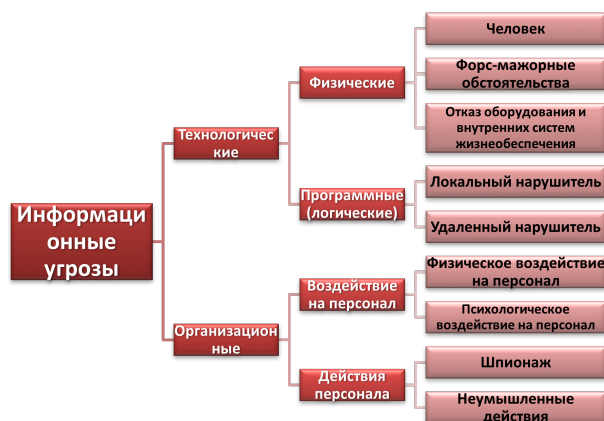 Информаци
онные
угрозы
Технологичес
кие
Физические
Человек
Форс-мажорные
обстоятельства
Отказ оборудования и
внутренних систем
жизнеобеспечения
Программные
(логические)
Локальный нарушитель
Удаленный нарушитель
Организацион
ные
Воздействие
на персонал
Физическое воздействие
на персонал
Психологическое
воздействие на персонал
Действия
персонала
Шпионаж
Неумышленные
действия